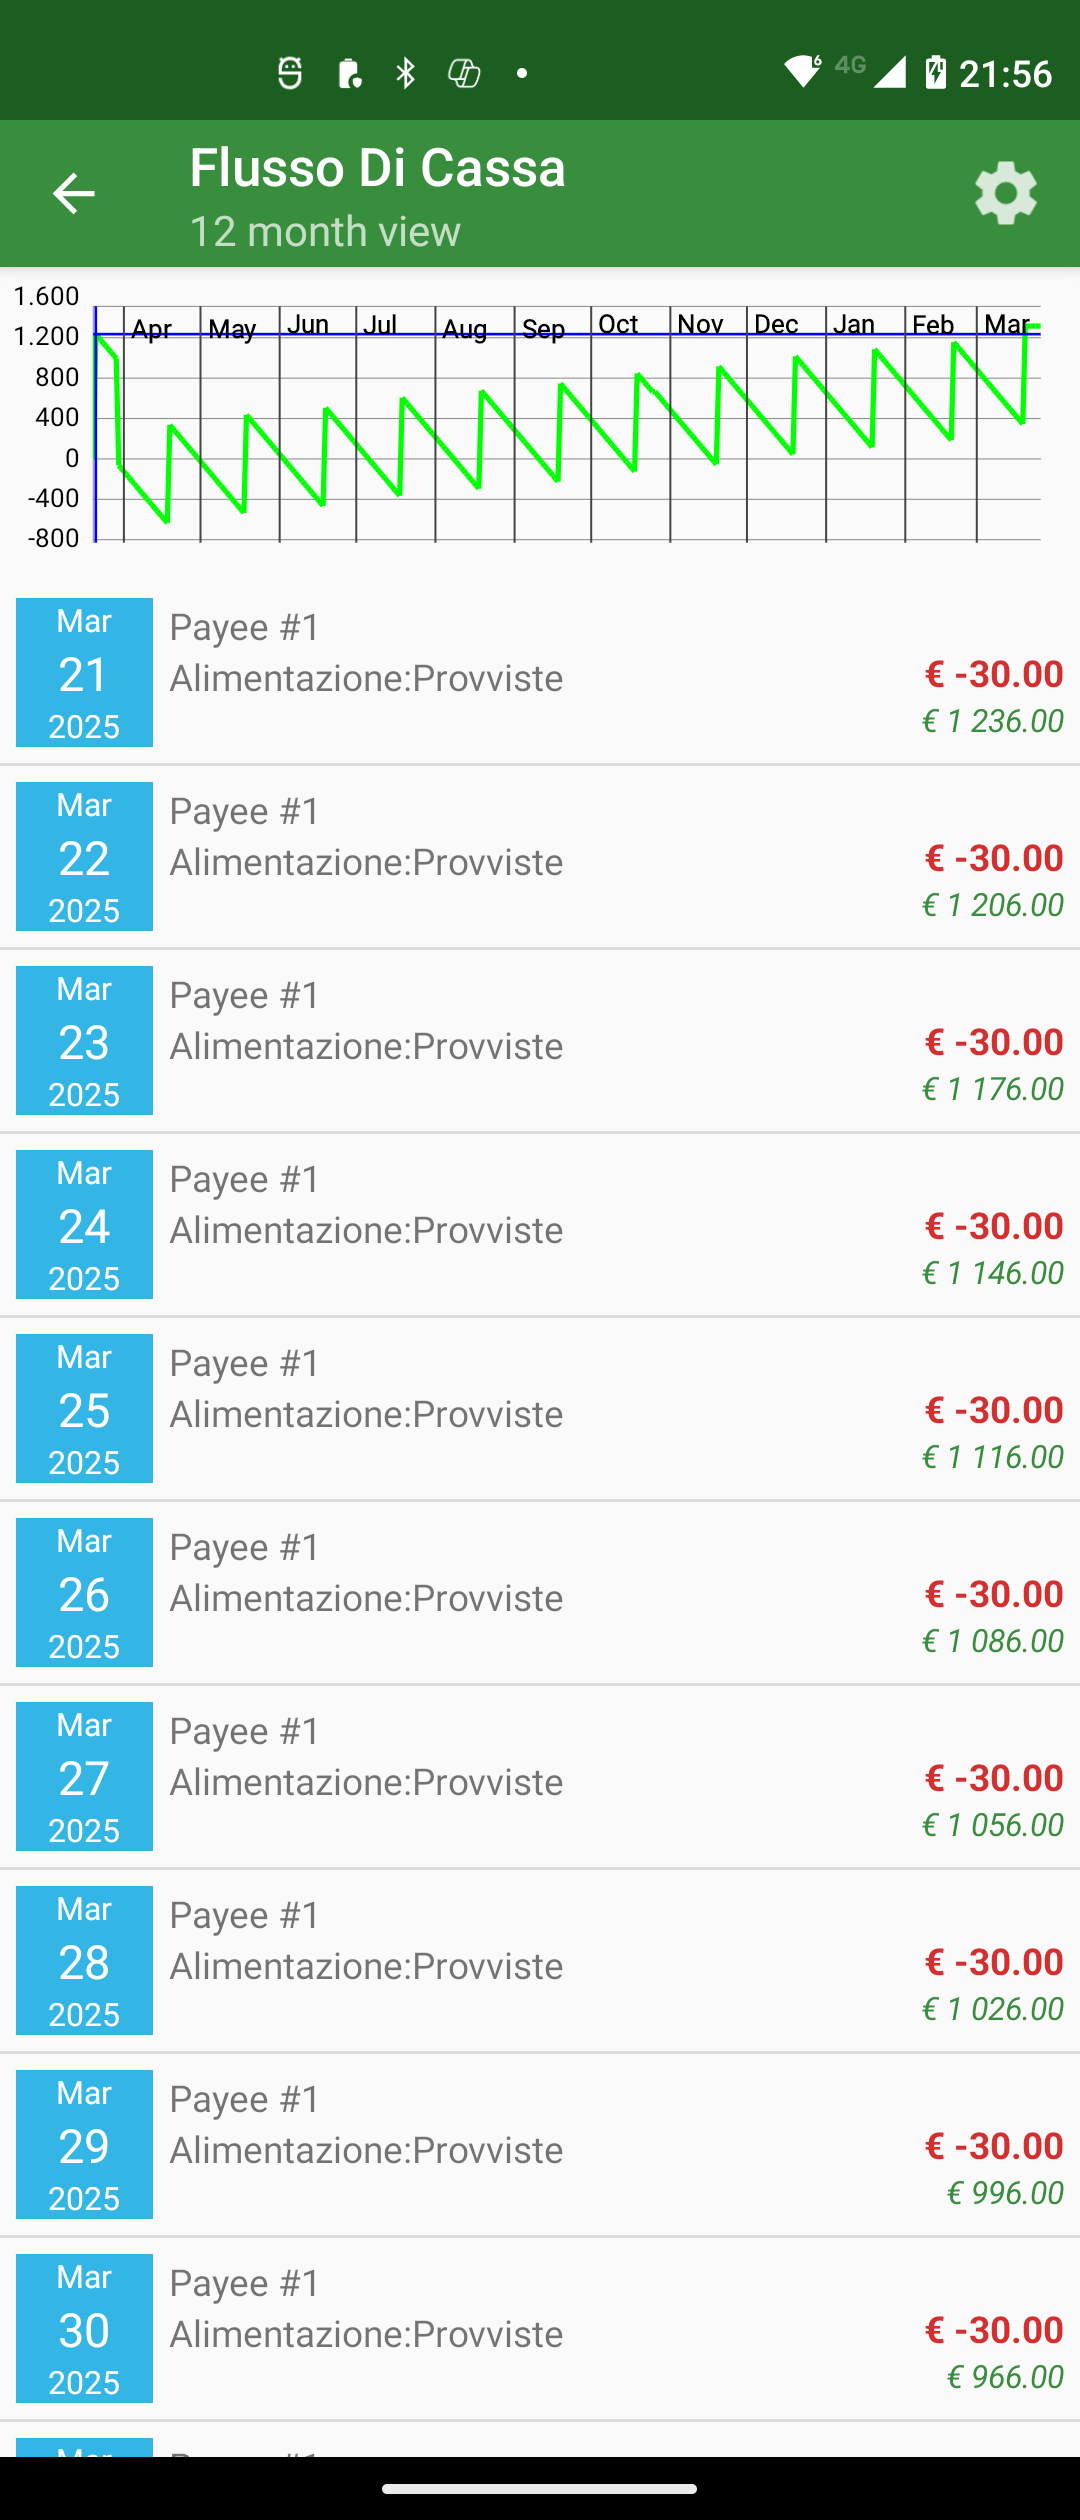 4G 21:56
Flusso Di Cassa
12 month view
1.600
1.200
800
400
0
-400
-800
Apr May Jun Jul Aug Sep Oct Nov Dec Jan Feb Mar
Mar 21 2025
Payee #1
Alimentazione:Provviste
€ -30.00
€ 1 236.00
Mar 22 2025
Payee #1
Alimentazione:Provviste
€ -30.00
€ 1 206.00
Mar 23 2025
Payee #1
Alimentazione:Provviste
€ -30.00
€ 1 176.00
Mar 24 2025
Payee #1
Alimentazione:Provviste
€ -30.00
€ 1 146.00
Mar 25 2025
Payee #1
Alimentazione:Provviste
€ -30.00
€ 1 116.00
Mar 26 2025
Payee #1
Alimentazione:Provviste
€ -30.00
€ 1 086.00
Mar 27 2025
Payee #1
Alimentazione:Provviste
€ -30.00
€ 1 056.00
Mar 28 2025
Payee #1
Alimentazione:Provviste
€ -30.00
€ 1 026.00
Mar 29 2025
Payee #1
Alimentazione:Provviste
€ -30.00
€ 996.00
Mar 30 2025
Payee #1
Alimentazione:Provviste
€ -30.00
€ 966.00